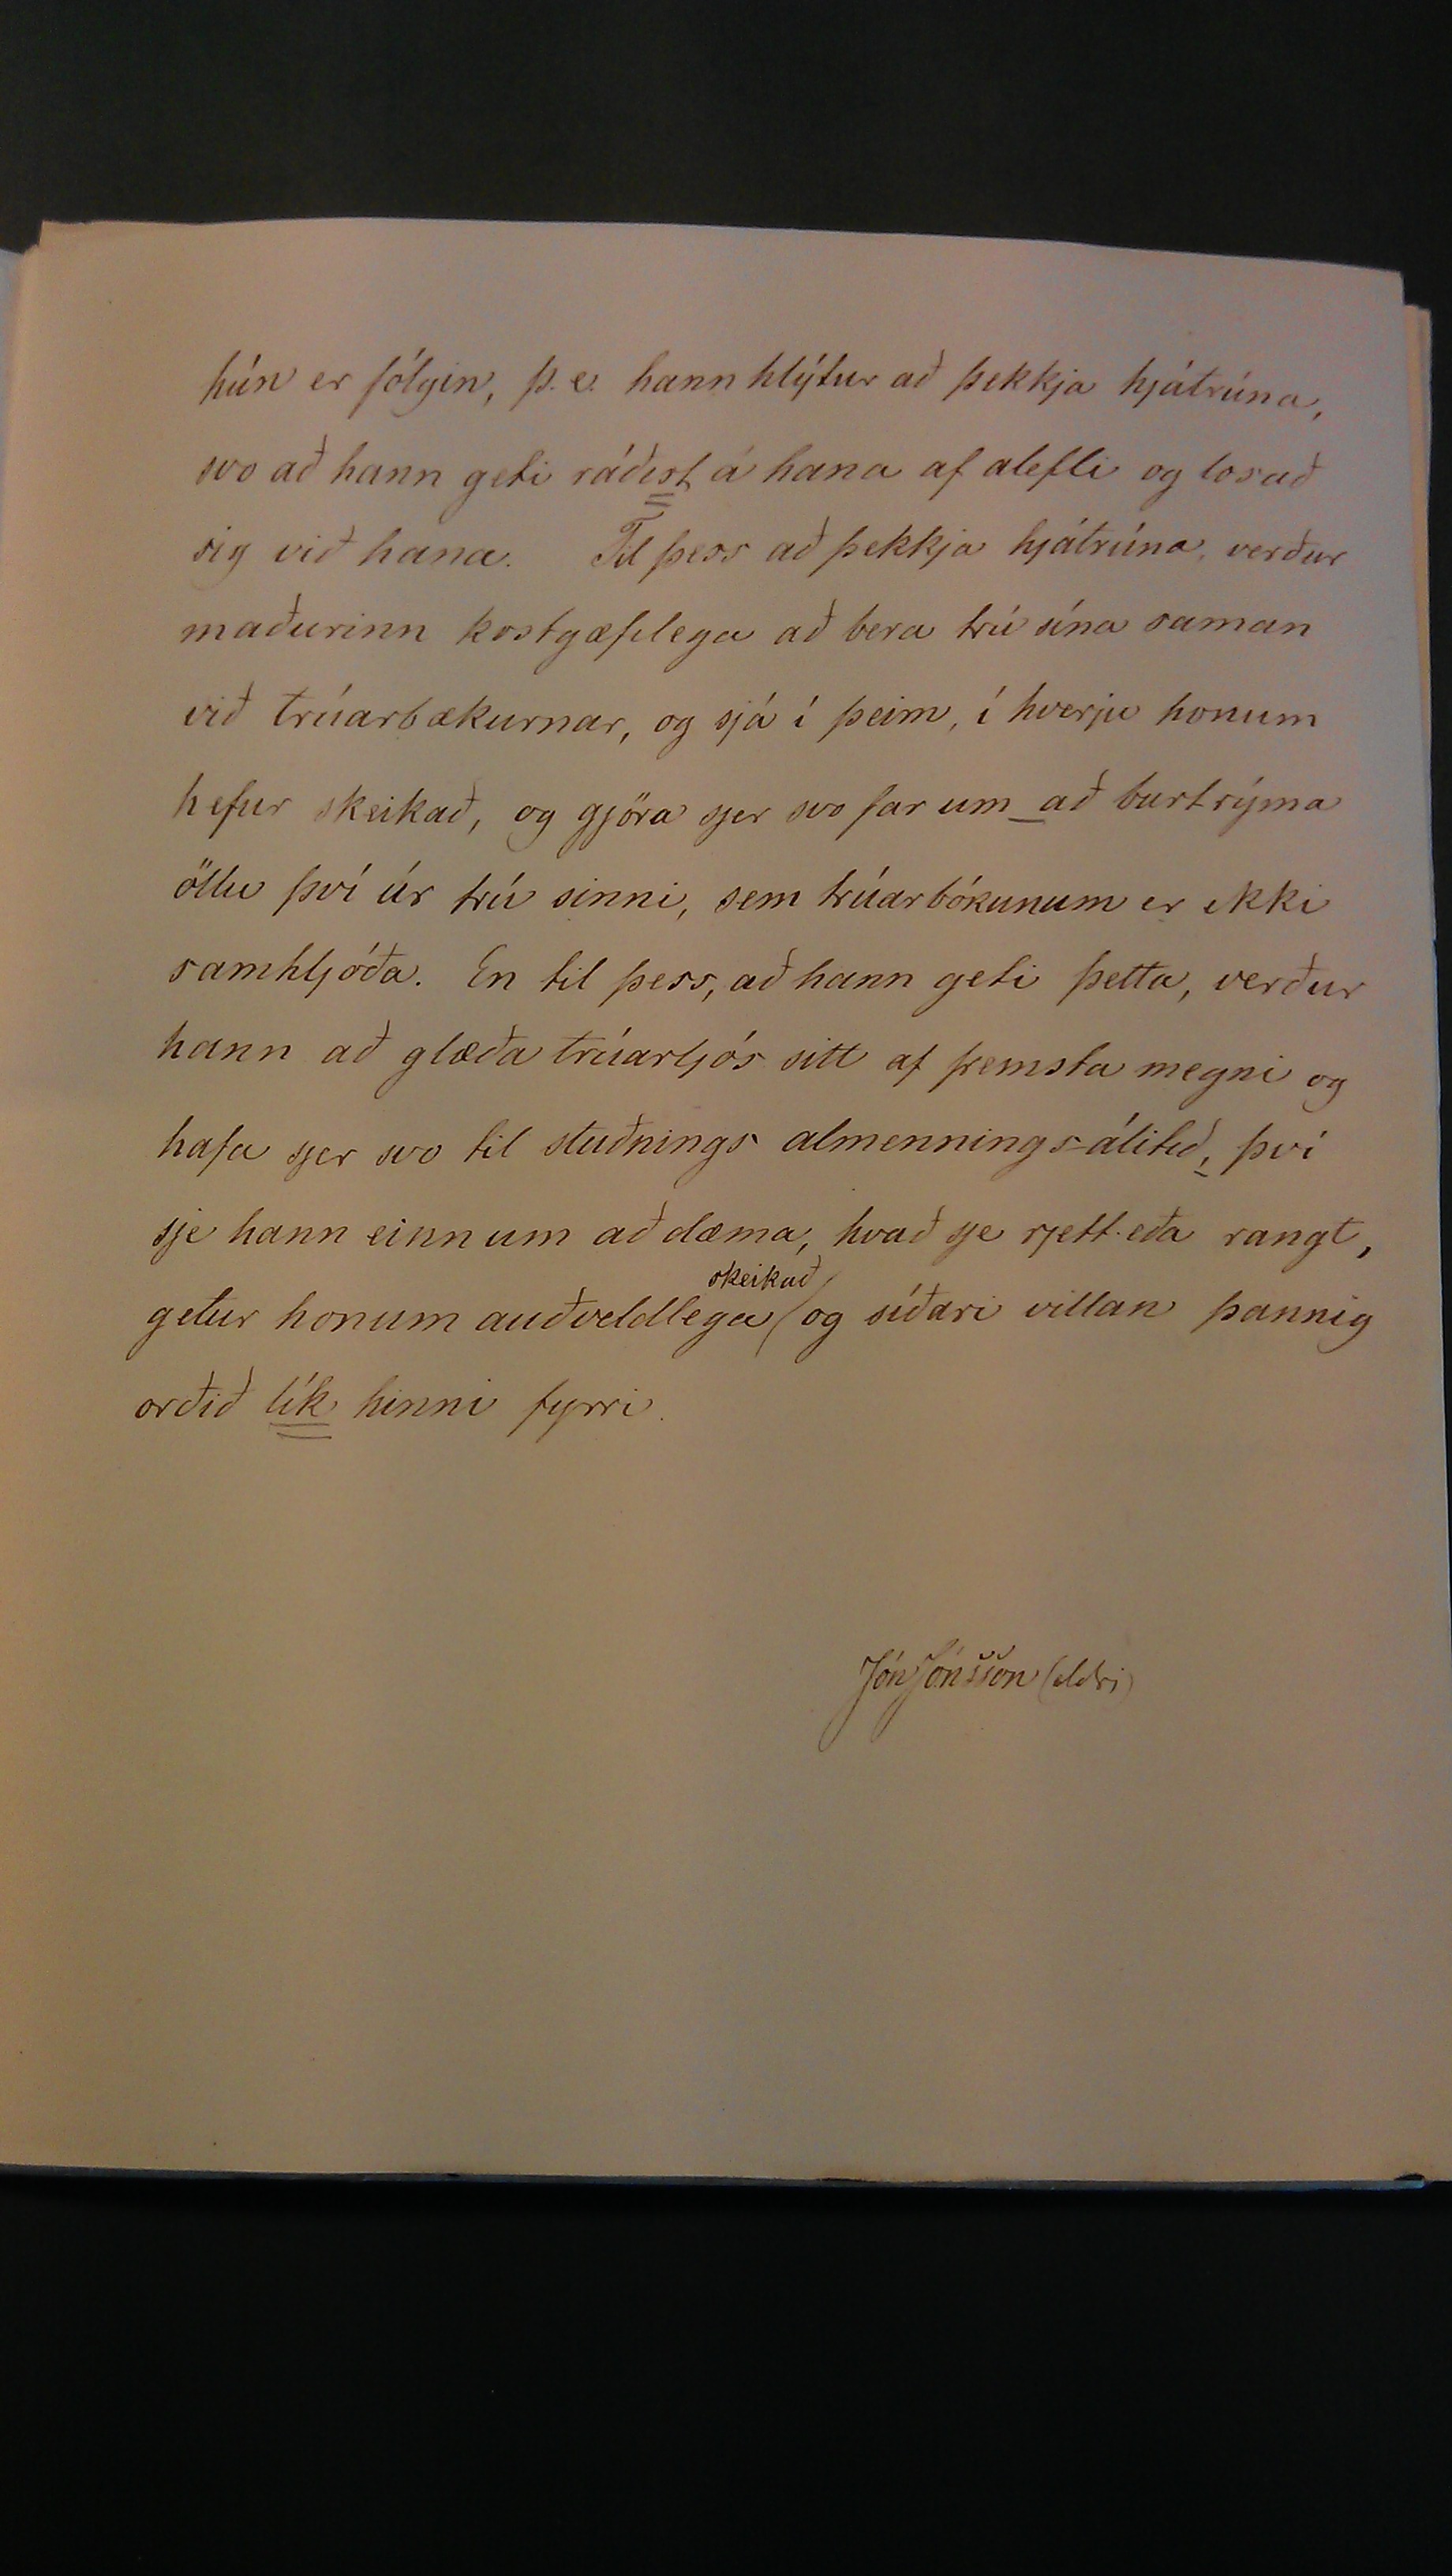 hún er fólgin, þ. e. hann hlýtur að þekkja hjátrúna,
svo að hann geti ráðist á hana af alefli og losað
sig við hana. Til þess að þekkja hjátrúna, verður
maðurinn kostgæfilega að bera trú sína saman
við trúarbækurnar, og sjá í þeim, í hverju honum
hefur skeikað, og gjöra sjer svo far um að burtrýma
öllu því úr trú sinni, sem trúarbókunum er ekki
samhljóða. En til þess, að hann geti þetta, verður
hann að glæða trúarljós sitt af fremsta megni og
hafa sjer svo til stuðnings almennings-álitið, því
sje hann einn um að dæma, hvað sje rjett eða rangt,
skeikað
getur honum auðveldlega og síðari villan þannig
orðið lík hinni fyrri.
Jón Jónsson (eldri)